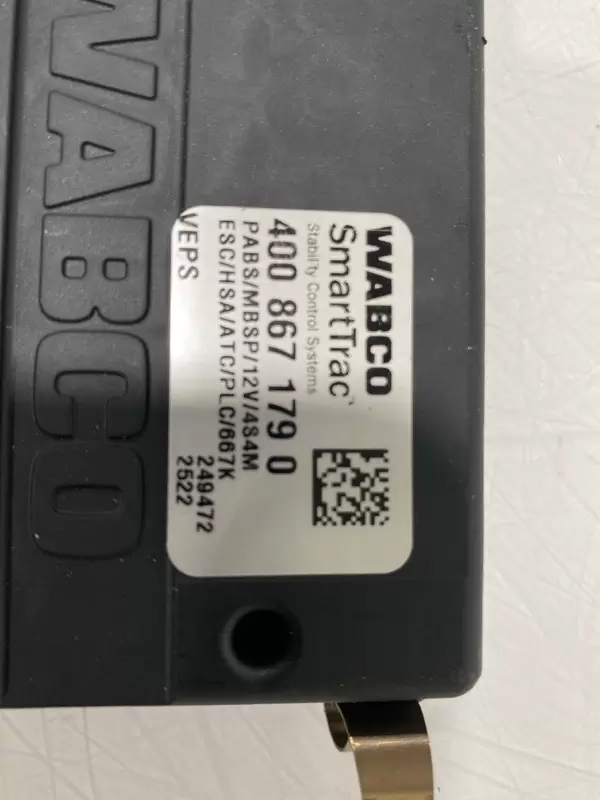 WABCO
WABCO
SmartTrac™
Stability Control Systems
400 867 179 0
PABS/MBSP/12V/4S4M
ESC/HSA/ATC/PLC/667K
249472
VEPS
2522